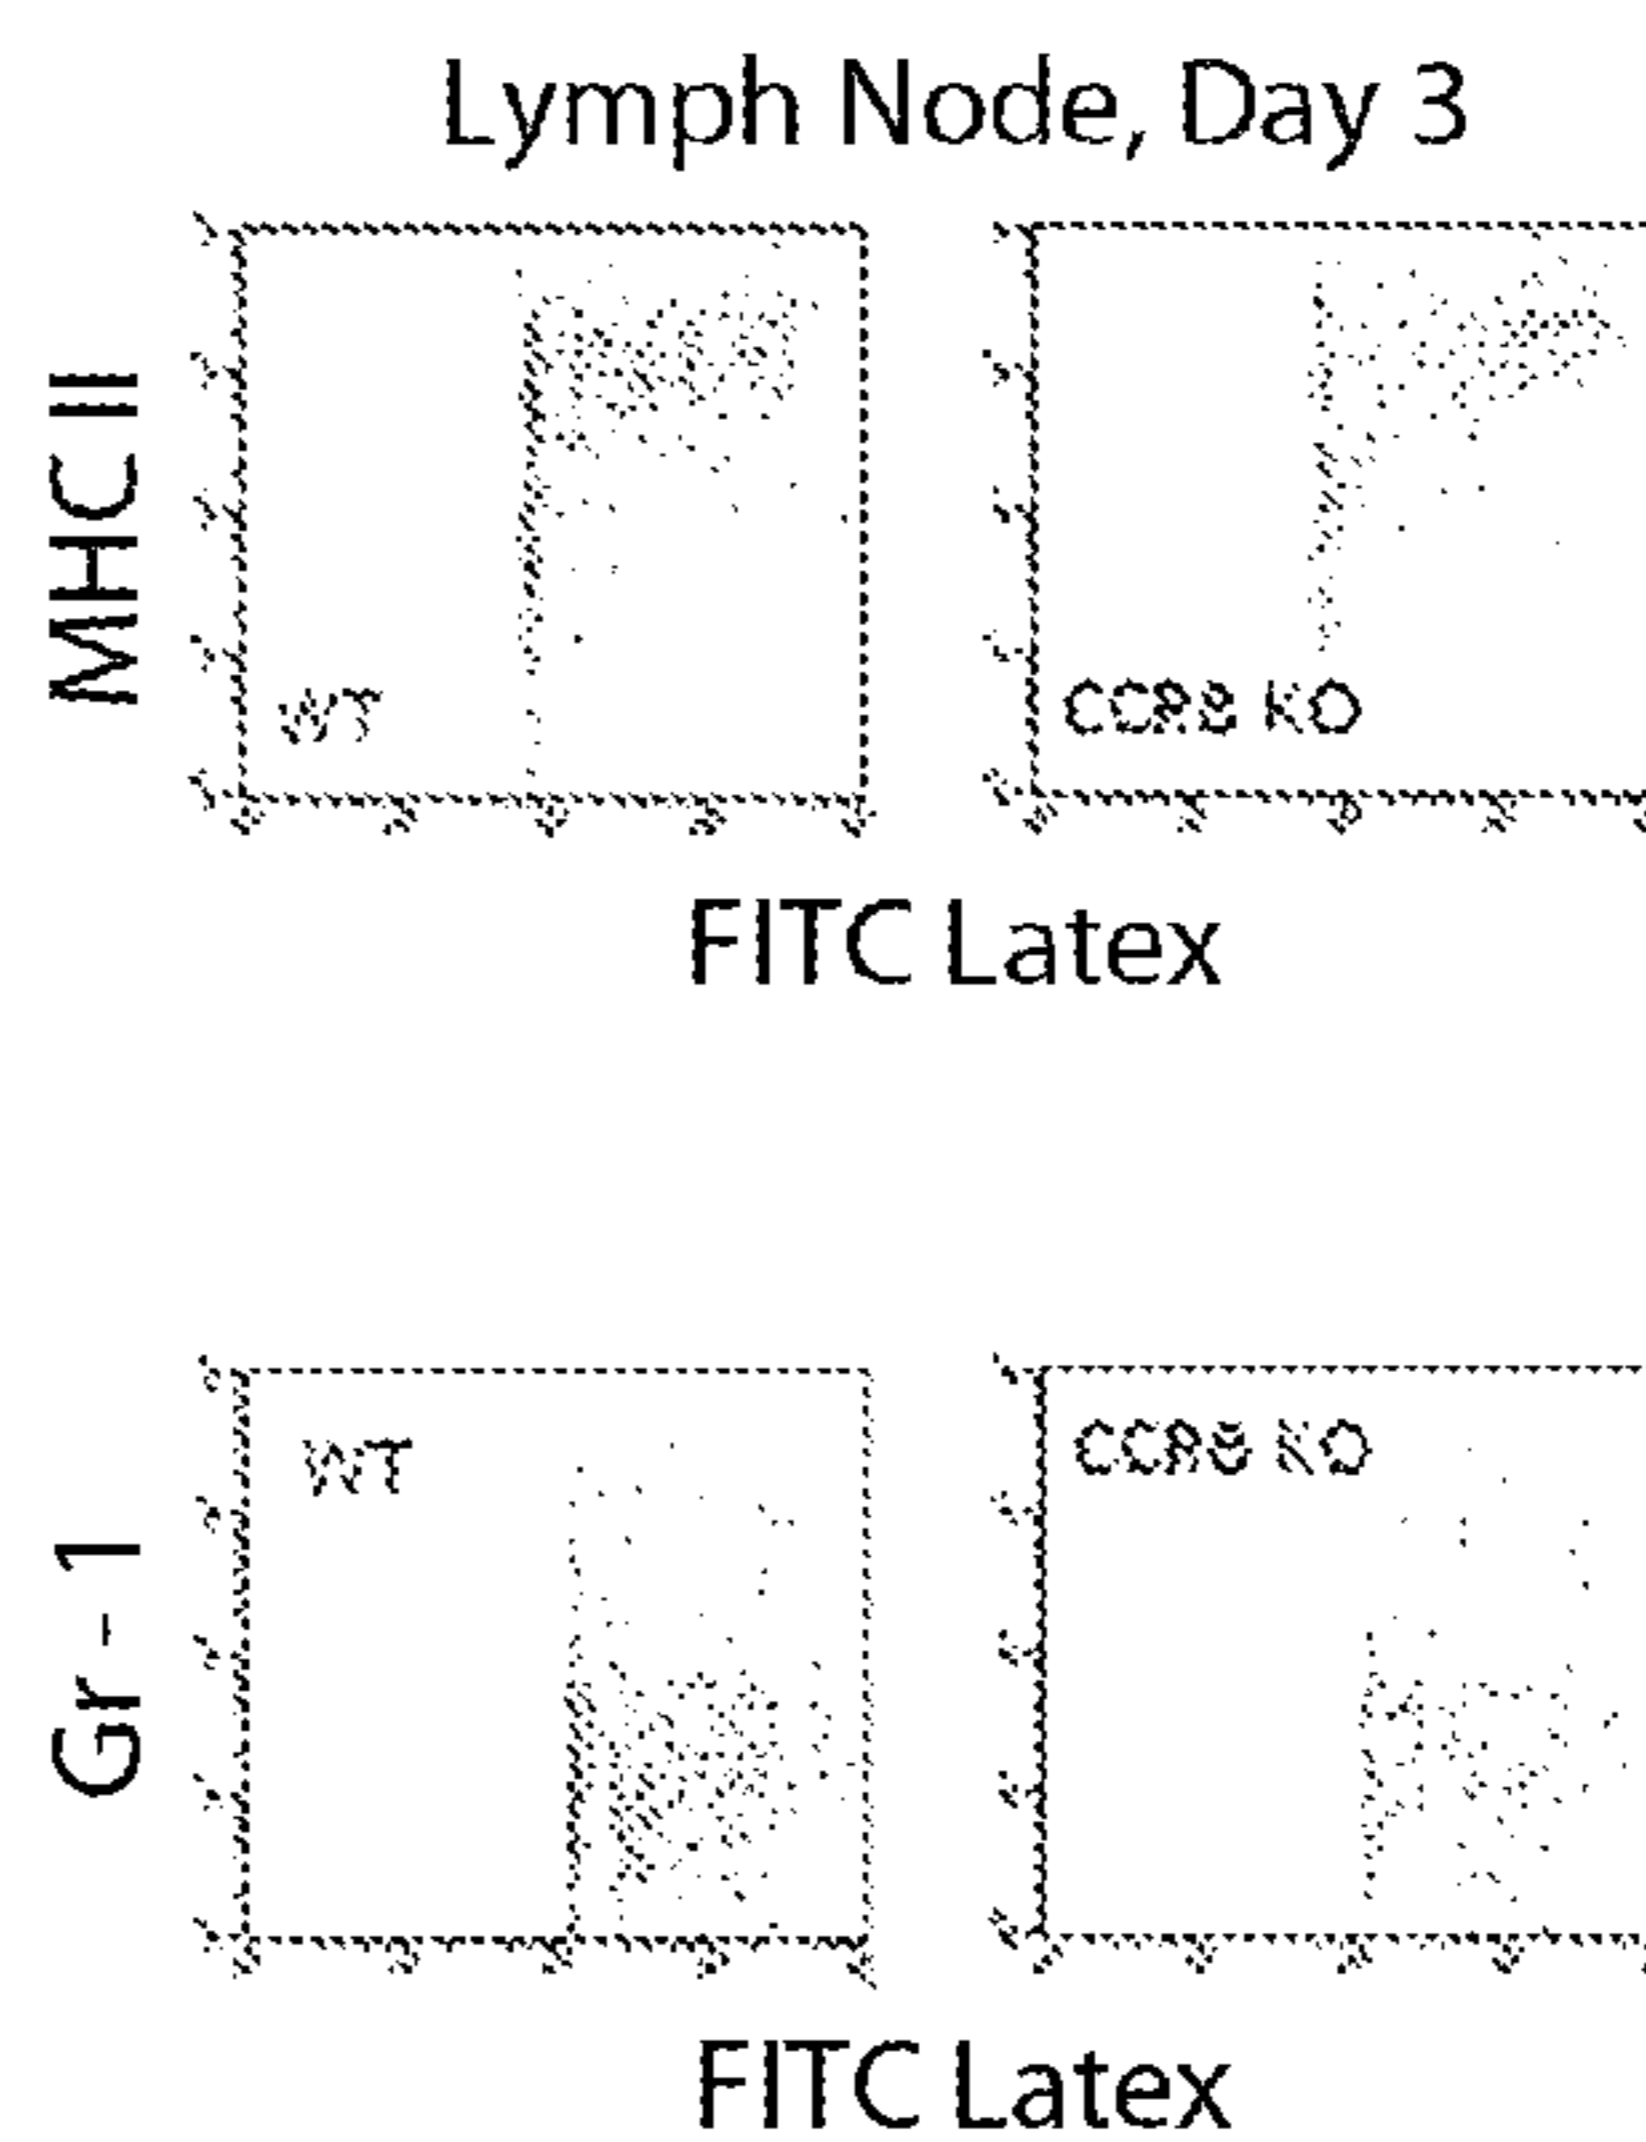 Lymph Node, Day 3
MHC II
WT
CCR8 KO
FITC Latex
Gr - 1
WT
CCR8 KO
FITC Latex